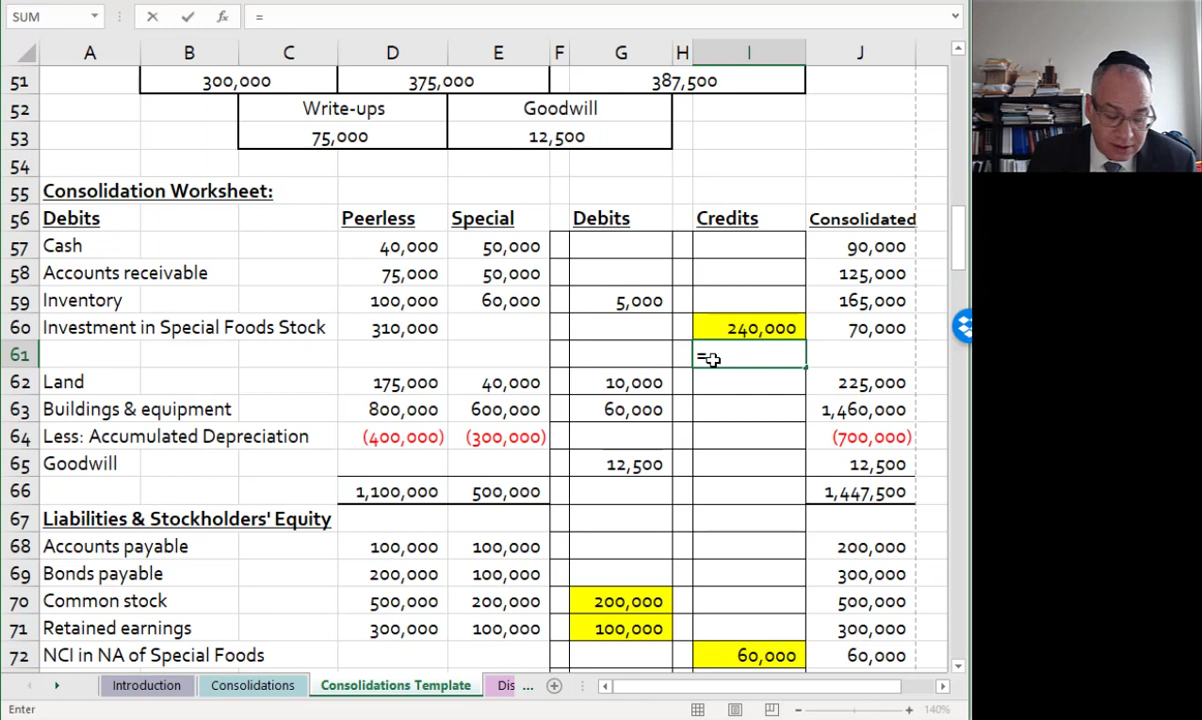 SUM =
A B C D E F G H I J
51 300,000 375,000 387,500
52 Write-ups Goodwill
53 75,000 12,500
54
55 Consolidation Worksheet:
56 Debits Peerless Special Debits Credits Consolidated
57 Cash 40,000 50,000 90,000
58 Accounts receivable 75,000 50,000 125,000
59 Inventory 100,000 60,000 5,000 165,000
60 Investment in Special Foods Stock 310,000 240,000 70,000
61 =
62 Land 175,000 40,000 10,000 225,000
63 Buildings & equipment 800,000 600,000 60,000 1,460,000
64 Less: Accumulated Depreciation (400,000) (300,000) (700,000)
65 Goodwill 12,500 12,500
66 1,100,000 500,000 1,447,500
67 Liabilities & Stockholders' Equity
68 Accounts payable 100,000 100,000 200,000
69 Bonds payable 200,000 100,000 300,000
70 Common stock 500,000 200,000 200,000 500,000
71 Retained earnings 300,000 100,000 100,000 300,000
72 NCI in NA of Special Foods 60,000 60,000
Introduction Consolidations Consolidations Template Dis ...
Enter 140%